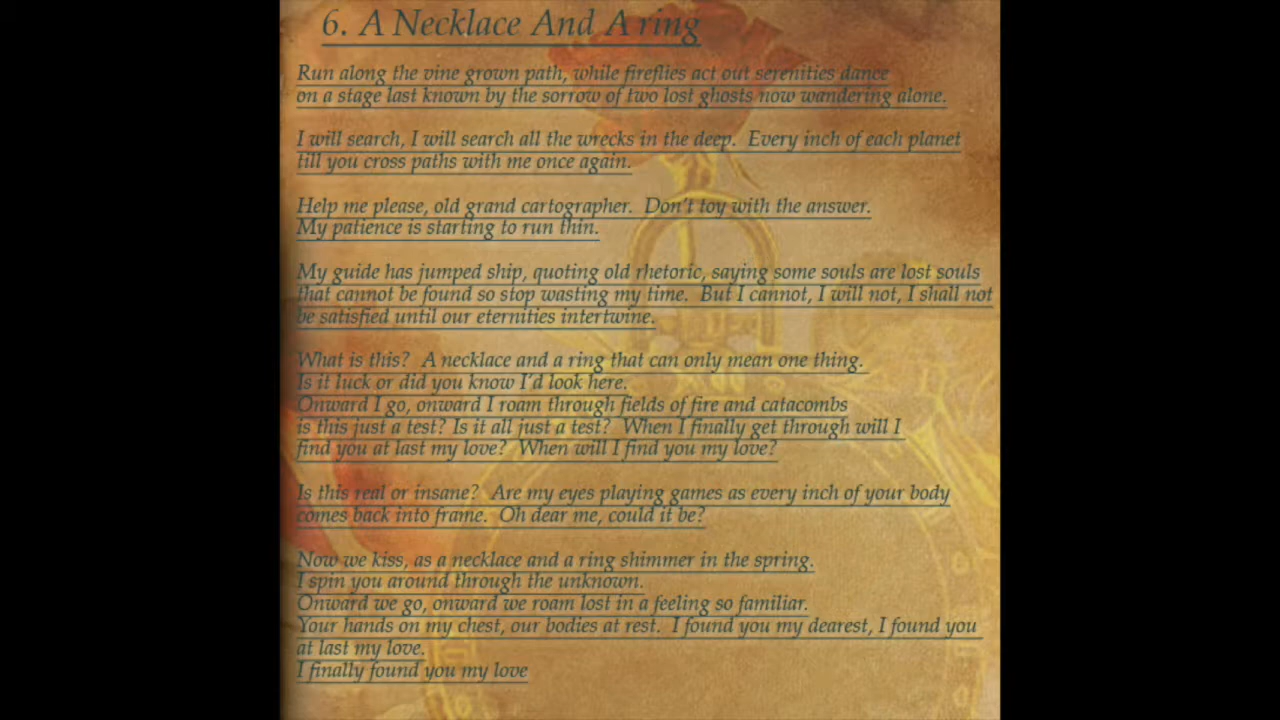 6. A Necklace And A ring
Run along the vine grown path, while fireflies act out serenities dance
on a stage last known by the sorrow of two lost ghosts now wandering alone.
I will search, I will search all the wrecks in the deep.  Every inch of each planet
till you cross paths with me once again.
Help me please, old grand cartographer.  Don't toy with the answer.
My patience is starting to run thin.
My guide has jumped ship, quoting old rhetoric, saying some souls are lost souls
that cannot be found so stop wasting my time.  But I cannot, I will not, I shall not
be satisfied until our eternities intertwine.
What is this?  A necklace and a ring that can only mean one thing.
Is it luck or did you know I'd look here.
Onward I go, onward I roam through fields of fire and catacombs
is this just a test? Is it all just a test?  When I finally get through will I
find you at last my love?  When will I find you my love?
Is this real or insane?  Are my eyes playing games as every inch of your body
comes back into frame.  Oh dear me, could it be?
Now we kiss, as a necklace and a ring shimmer in the spring.
I spin you around through the unknown.
Onward we go, onward we roam lost in a feeling so familiar.
Your hands on my chest, our bodies at rest.  I found you my dearest, I found you
at last my love.
I finally found you my love